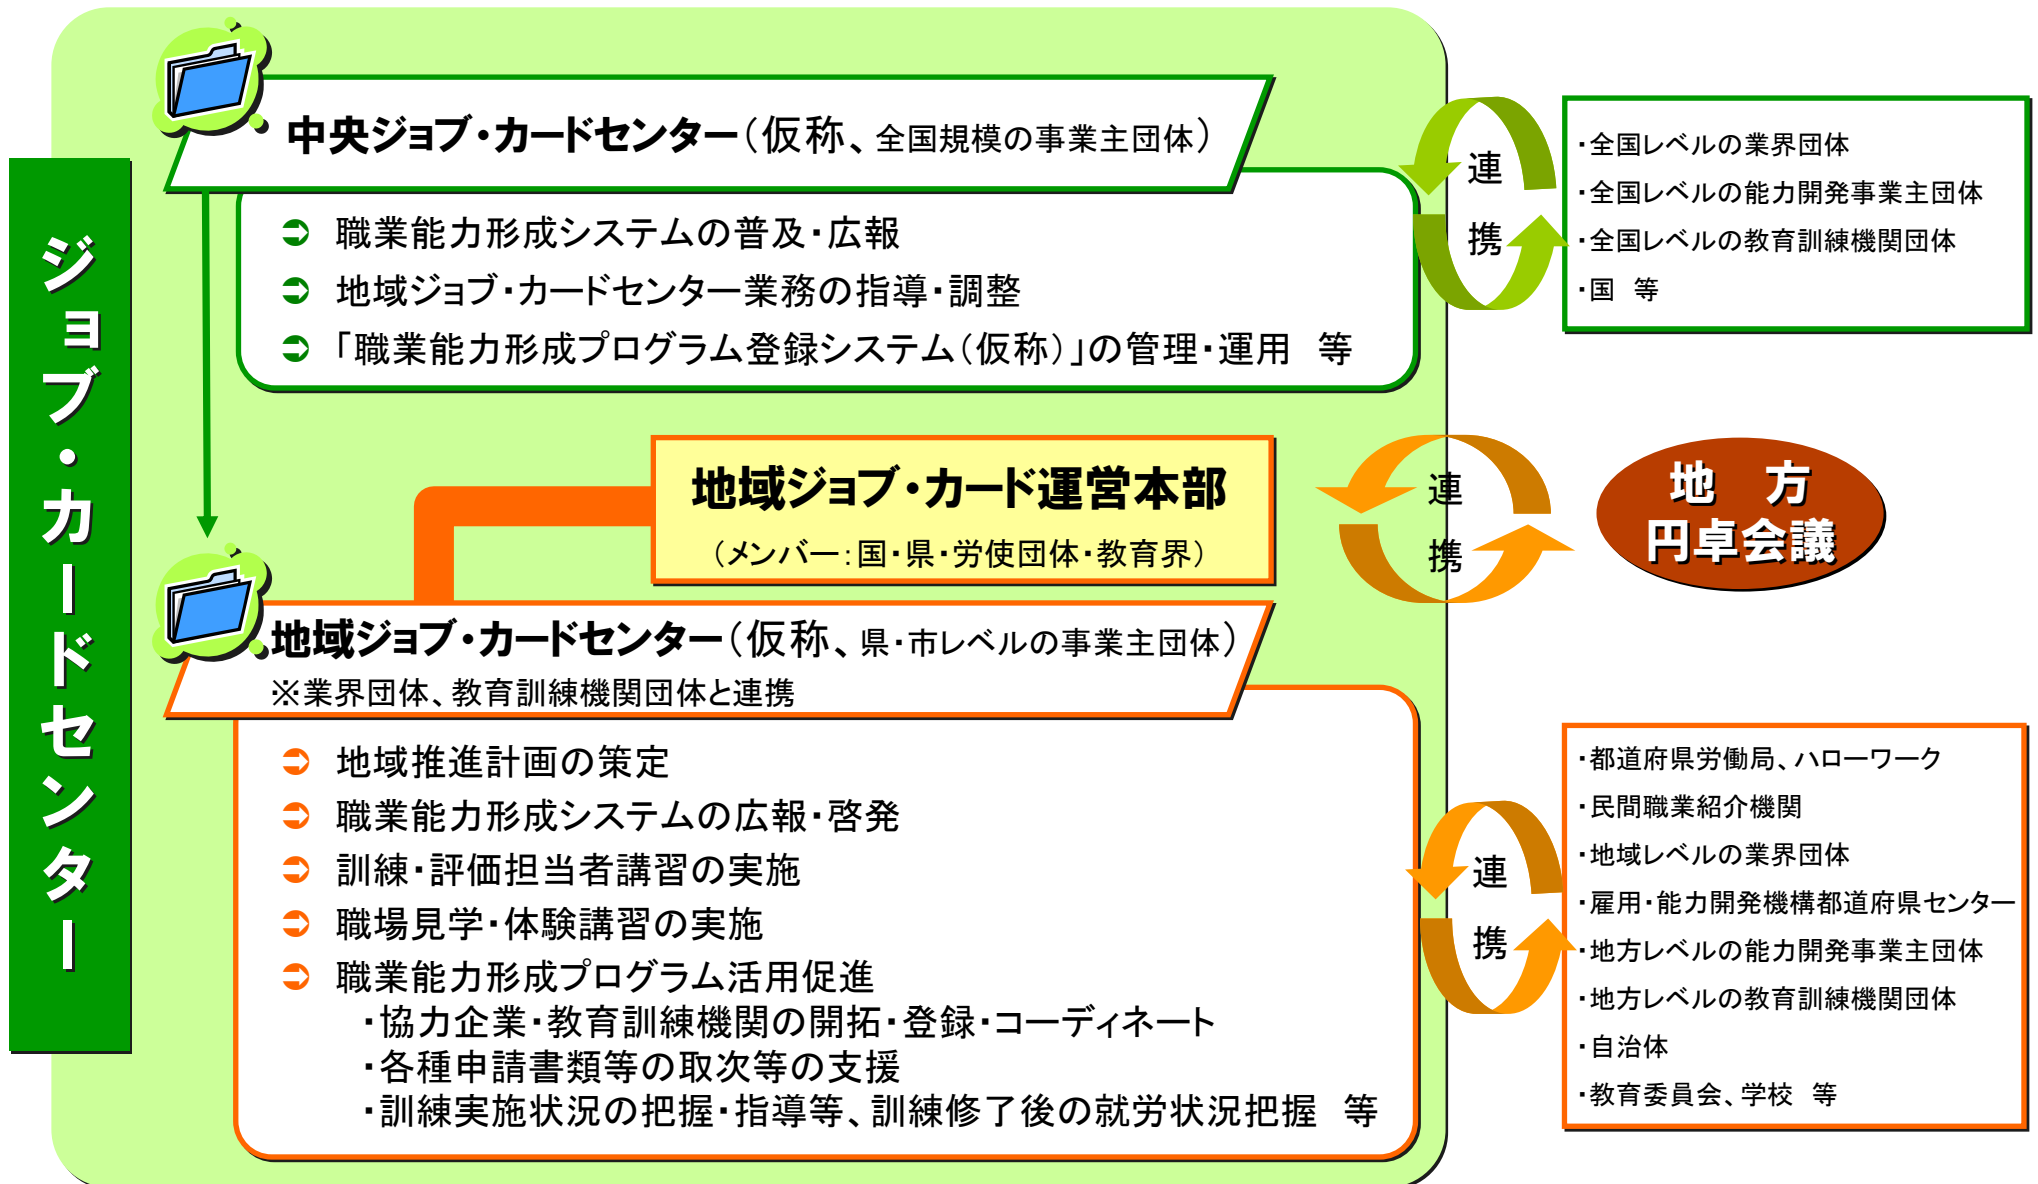 ジョブ・カードセンター
中央ジョブ・カードセンター（仮称、全国規模の事業主団体）
職業能力形成システムの普及・広報
地域ジョブ・カードセンター業務の指導・調整
「職業能力形成プログラム登録システム（仮称）」の管理・運用　等
連携
・全国レベルの業界団体
・全国レベルの能力開発事業主団体
・全国レベルの教育訓練機関団体
・国　等
地域ジョブ・カード運営本部
（メンバー：国・県・労使団体・教育界）
連携
地　方
円卓会議
地域ジョブ・カードセンター（仮称、県・市レベルの事業主団体）
※業界団体、教育訓練機関団体と連携
地域推進計画の策定
職業能力形成システムの広報・啓発
訓練・評価担当者講習の実施
職場見学・体験講習の実施
職業能力形成プログラム活用促進
・協力企業・教育訓練機関の開拓・登録・コーディネート
・各種申請書類等の取次等の支援
・訓練実施状況の把握・指導等、訓練修了後の就労状況把握　等
連携
・都道府県労働局、ハローワーク
・民間職業紹介機関
・地域レベルの業界団体
・雇用・能力開発機構都道府県センター
・地方レベルの能力開発事業主団体
・地方レベルの教育訓練機関団体
・自治体
・教育委員会、学校　等